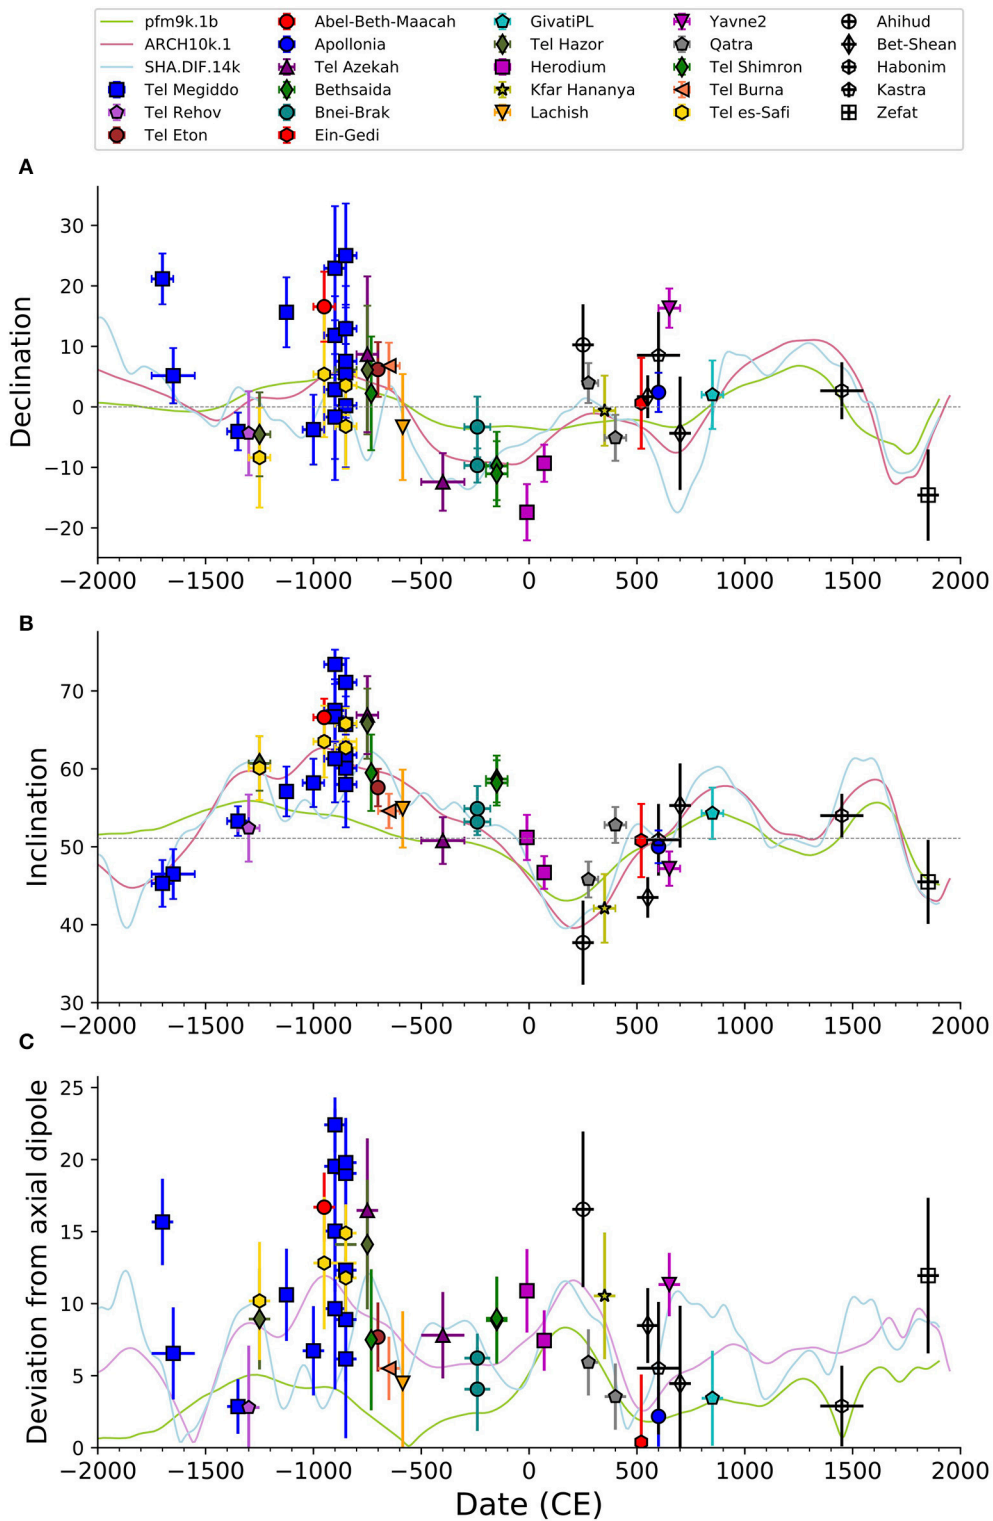 pfm9k.1b Abel-Beth-Maacah GivatiPL Yavne2 Ahihud
ARCH10k.1 Apollonia Tel Hazor Qatra Bet-Shean
SHA.DIF.14k Tel Azekah Herodium Tel Shimron Habonim
Tel Megiddo Bethsaida Kfar Hananya Tel Burna Kastra
Tel Rehov Bnei-Brak Lachish Tel es-Safi Zefat
Tel Eton Ein-Gedi
A
Declination
30
20
10
0
−10
−20
−2000 −1500 −1000 −500 0 500 1000 1500 2000
B
Inclination
70
60
50
40
30
−2000 −1500 −1000 −500 0 500 1000 1500 2000
C
Deviation from axial dipole
25
20
15
10
5
0
−2000 −1500 −1000 −500 0 500 1000 1500 2000
Date (CE)